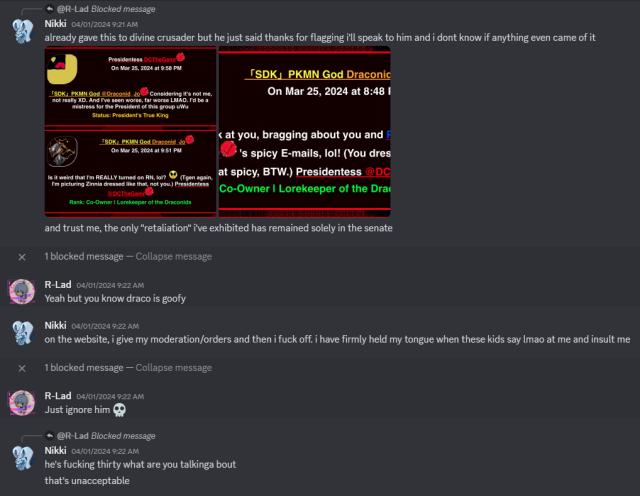 @R-Lad Blocked message
Nikki 04/01/2024 9:21 AM
already gave this to divine crusader but he just said thanks for flagging i'll speak to him and i dont know if anything even came of it
Presidentess DCTheGamer
On Mar 25, 2024 at 9:58 PM
「SDK」PKMN God @Draconid_Jo Considering it's not me,
not really XD. And I've seen worse, far worse LMAO. I'd be a
mistress for the President of this group uWu
Status: President's True King
「SDK」PKMN God Draconid_Jo
On Mar 25, 2024 at 9:51 PM
Is it weird that I'm REALLY turned on RN, lol? (Tgen again,
I'm picturing Zinnia dressed like that, not you.) Presidentess
@DCTheGamer
Rank: Co-Owner I Lorekeeper of the Draconids
「SDK」PKMN God Draconic
On Mar 25, 2024 at 8:48 
k at you, bragging about you and
's spicy E-mails, lol! (You dres
at spicy, BTW.) Presidentess @DC
Co-Owner I Lorekeeper of the Drac
and trust me, the only "retaliation" i've exhibited has remained solely in the senate
1 blocked message — Collapse message
R-Lad 04/01/2024 9:22 AM
Yeah but you know draco is goofy
Nikki 04/01/2024 9:22 AM
on the website, i give my moderation/orders and then i fuck off. i have firmly held my tongue when these kids say lmao at me and insult me
1 blocked message — Collapse message
R-Lad 04/01/2024 9:22 AM
Just ignore him
@R-Lad Blocked message
Nikki 04/01/2024 9:22 AM
he's fucking thirty what are you talkinga bout
that's unacceptable